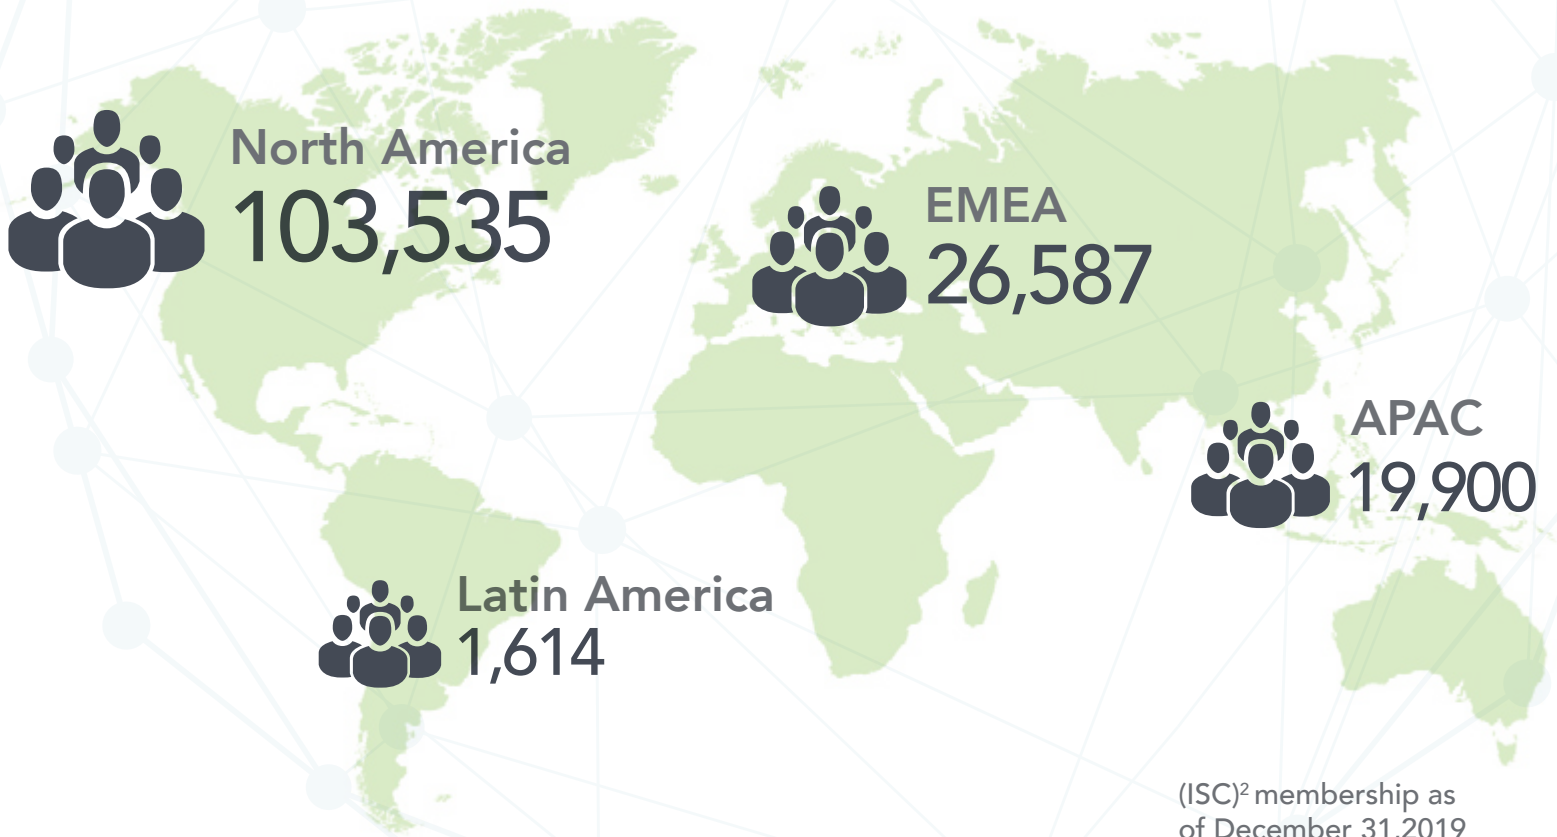 North America
103,535
EMEA
26,587
APAC
19,900
Latin America
1,614
(ISC)² membership as
of December 31,2019